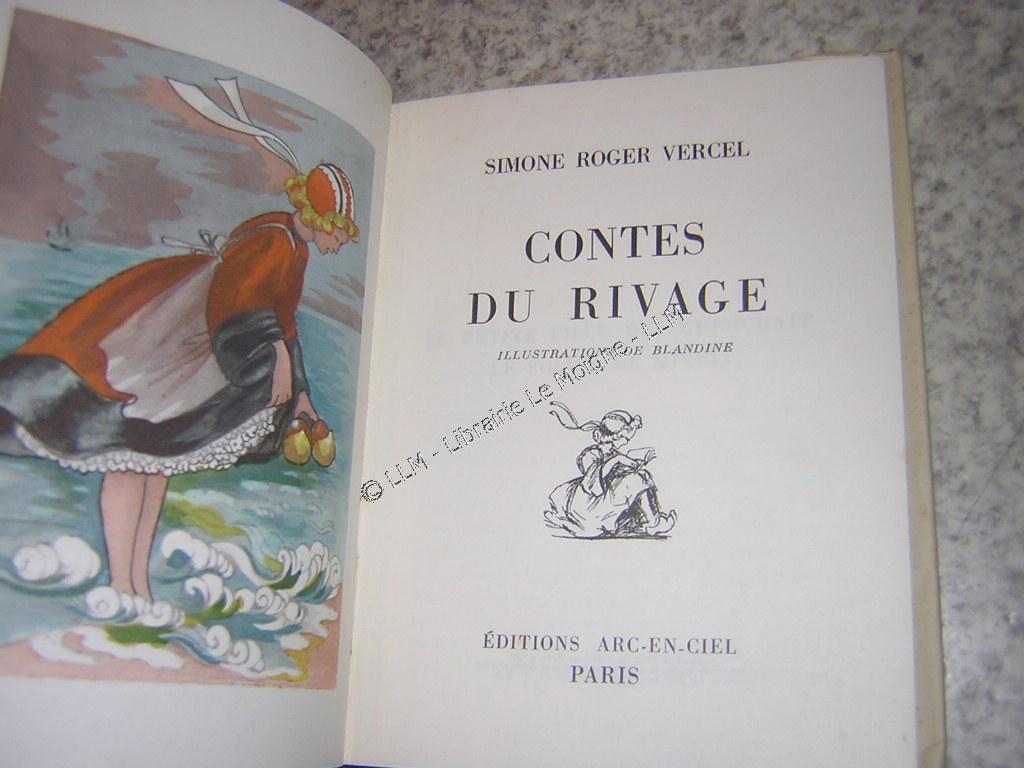 SIMONE ROGER VERCEL
CONTES
DU RIVAGE
ILLUSTRATIONS DE BLANDINE
© LLM - Librairie Le Moigne - LLM
ÉDITIONS ARC-EN-CIEL
PARIS